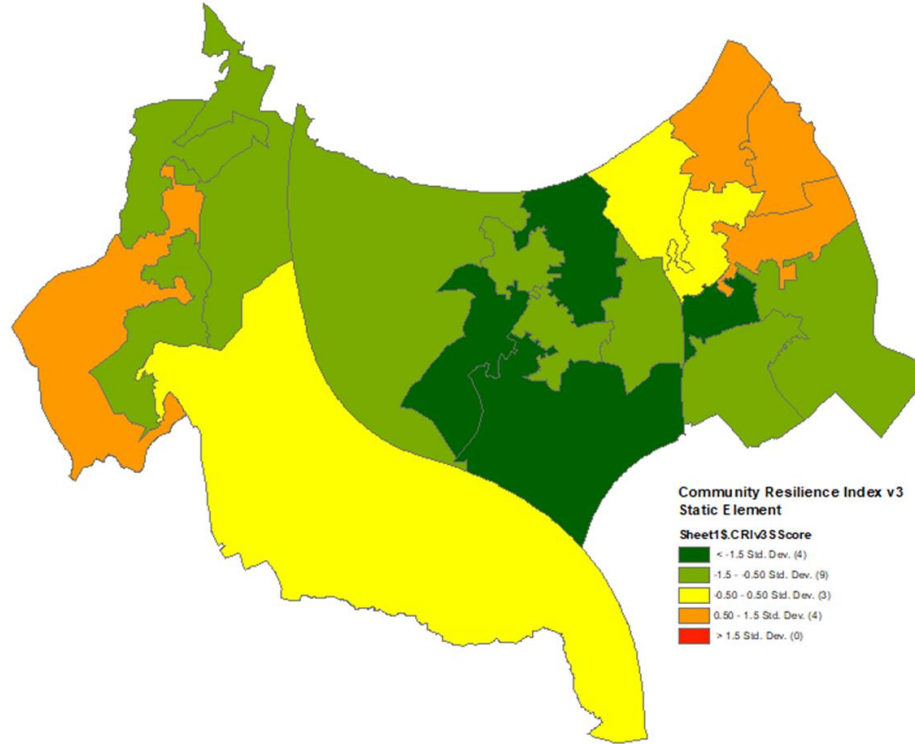 Community Resilience Index v3
Static Element
Sheet1$.CRIv3SScore
< -1.5 Std. Dev. (4)
-1.5 - -0.50 Std. Dev. (9)
-0.50 - 0.50 Std. Dev. (3)
0.50 - 1.5 Std. Dev. (4)
> 1.5 Std. Dev. (0)